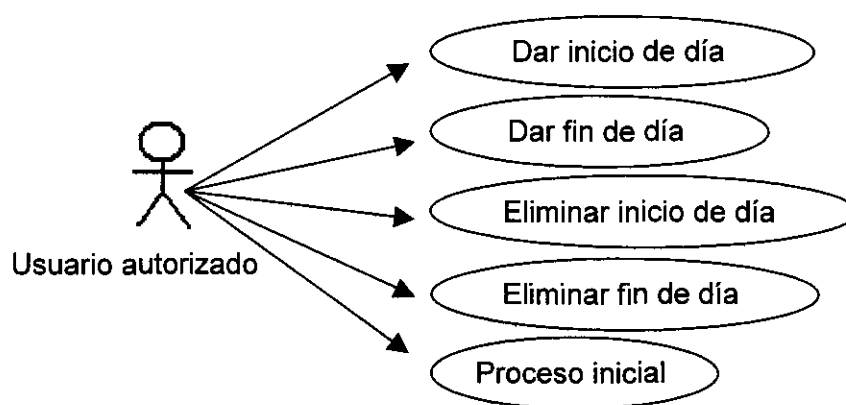 Dar inicio de día
Dar fin de día
Eliminar inicio de día
Usuario autorizado
Eliminar fin de día
Proceso inicial